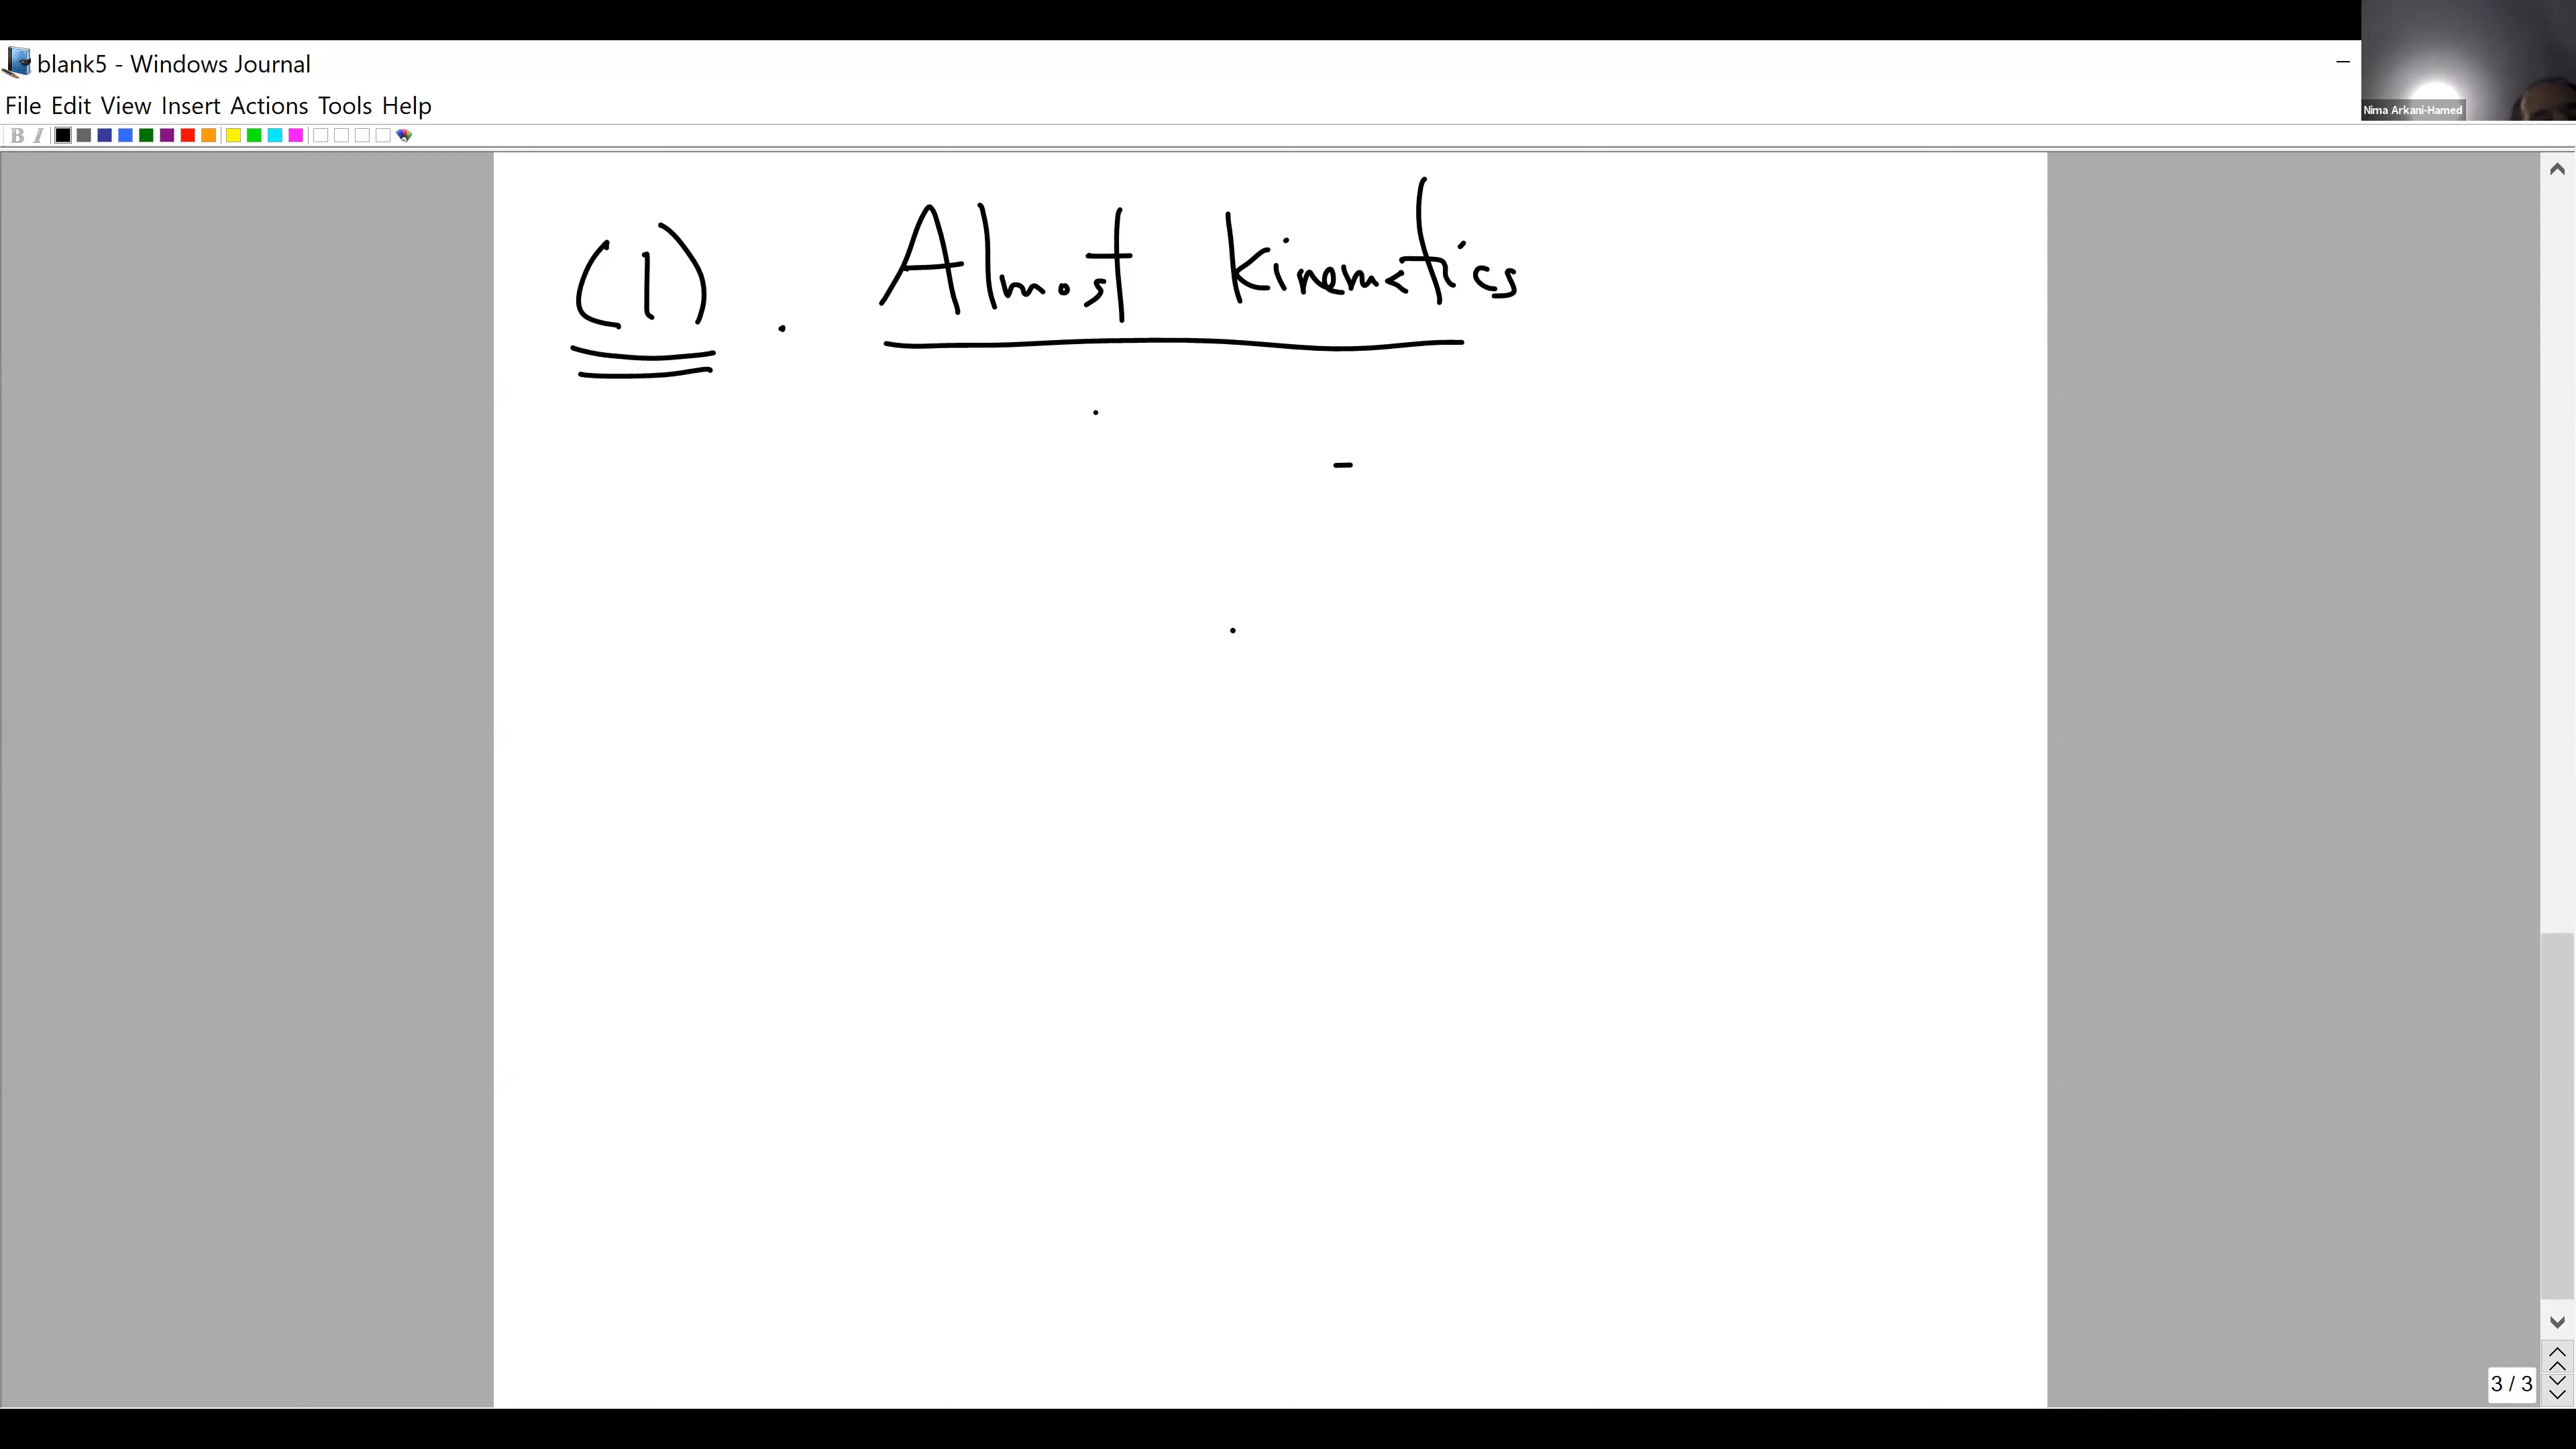 blank5 - Windows Journal
File Edit View Insert Actions Tools Help
B I
Nima Arkani-Hamed
(1). Almost Kinematics
3 / 3